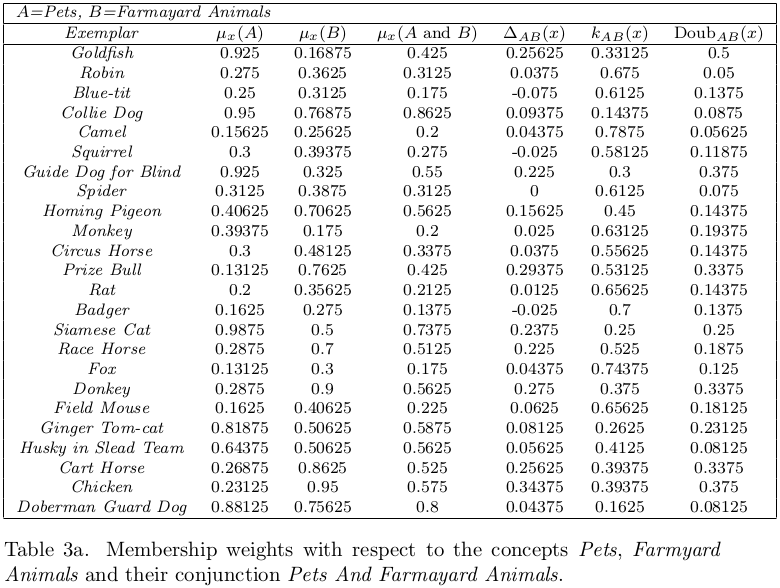 A=Pets, B=Farmayard Animals
Exemplar μx(A) μx(B) μx(A and B) ΔAB(x) kAB(x) DoubAB(x)
Goldfish 0.925 0.16875 0.425 0.25625 0.33125 0.5
Robin 0.275 0.3625 0.3125 0.0375 0.675 0.05
Blue-tit 0.25 0.3125 0.175 -0.075 0.6125 0.1375
Collie Dog 0.95 0.76875 0.8625 0.09375 0.14375 0.0875
Camel 0.15625 0.25625 0.2 0.04375 0.7875 0.05625
Squirrel 0.3 0.39375 0.275 -0.025 0.58125 0.11875
Guide Dog for Blind 0.925 0.325 0.55 0.225 0.3 0.375
Spider 0.3125 0.3875 0.3125 0 0.6125 0.075
Homing Pigeon 0.40625 0.70625 0.5625 0.15625 0.45 0.14375
Monkey 0.39375 0.175 0.2 0.025 0.63125 0.19375
Circus Horse 0.3 0.48125 0.3375 0.0375 0.55625 0.14375
Prize Bull 0.13125 0.7625 0.425 0.29375 0.53125 0.3375
Rat 0.2 0.35625 0.2125 0.0125 0.65625 0.14375
Badger 0.1625 0.275 0.1375 -0.025 0.7 0.1375
Siamese Cat 0.9875 0.5 0.7375 0.2375 0.25 0.25
Race Horse 0.2875 0.7 0.5125 0.225 0.525 0.1875
Fox 0.13125 0.3 0.175 0.04375 0.74375 0.125
Donkey 0.2875 0.9 0.5625 0.275 0.375 0.3375
Field Mouse 0.1625 0.40625 0.225 0.0625 0.65625 0.18125
Ginger Tom-cat 0.81875 0.50625 0.5875 0.08125 0.2625 0.23125
Husky in Slead Team 0.64375 0.50625 0.5625 0.05625 0.4125 0.08125
Cart Horse 0.26875 0.8625 0.525 0.25625 0.39375 0.3375
Chicken 0.23125 0.95 0.575 0.34375 0.39375 0.375
Doberman Guard Dog 0.88125 0.75625 0.8 0.04375 0.1625 0.08125
Table 3a. Membership weights with respect to the concepts Pets, Farmyard
Animals and their conjunction Pets And Farmayard Animals.